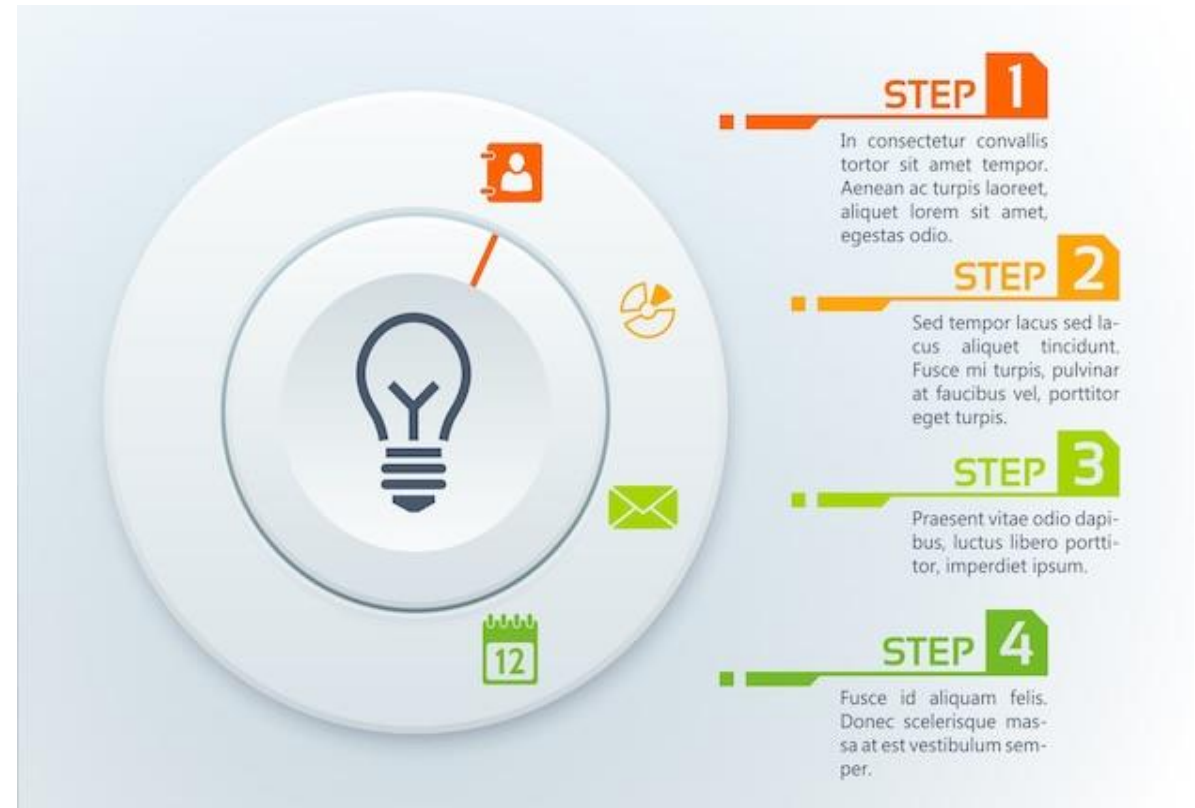 STEP 1
In consectetur convallis
tortor sit amet tempor.
Aenean ac turpis laoreet,
aliquet lorem sit amet,
egestas odio.
STEP 2
Sed tempor lacus sed la-
cus aliquet tincidunt.
Fusce mi turpis, pulvinar
at faucibus vel, porttitor
eget turpis.
STEP 3
Praesent vitae odio dapi-
bus, luctus libero portti-
tor, imperdiet ipsum.
12
STEP 4
Fusce id aliquam felis.
Donec scelerisque mas-
sa at est vestibulum sem-
per.